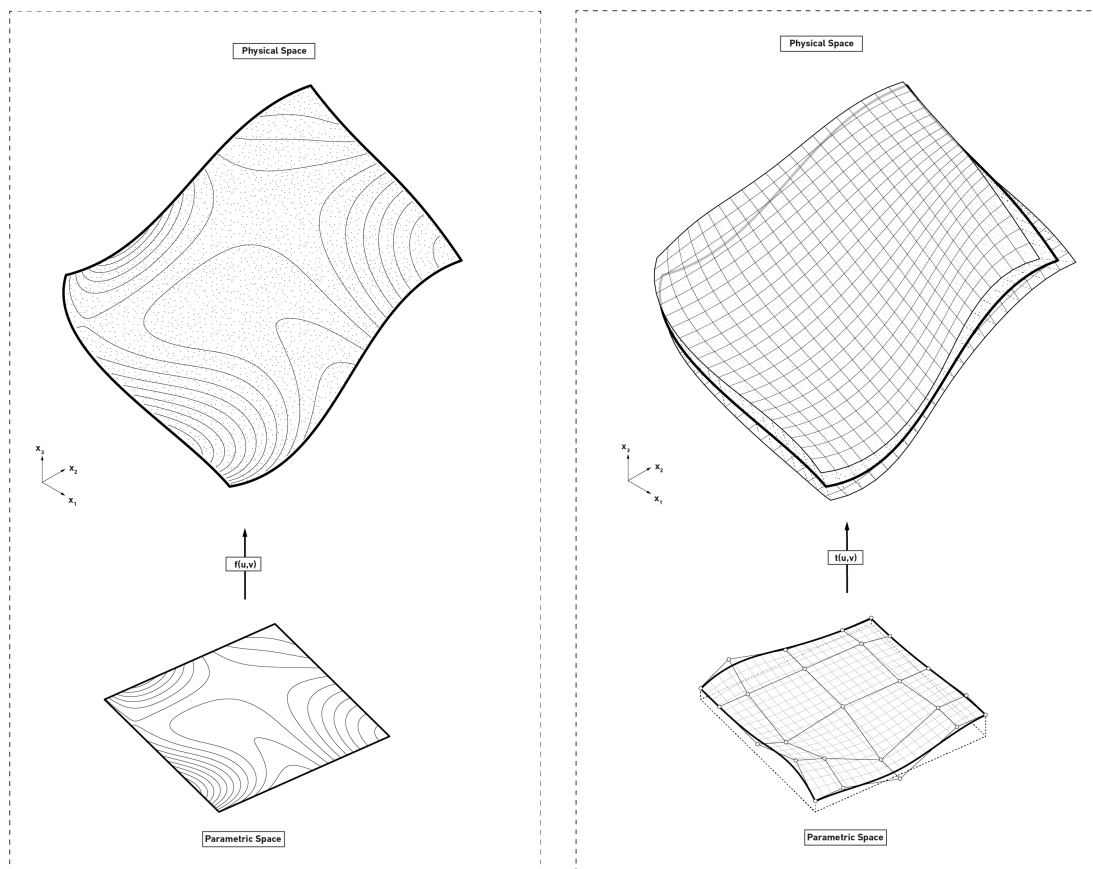 Physical Space
x3
x2
x1
f(u,v)
Parametric Space
Physical Space
x3
x2
x1
t(u,v)
Parametric Space